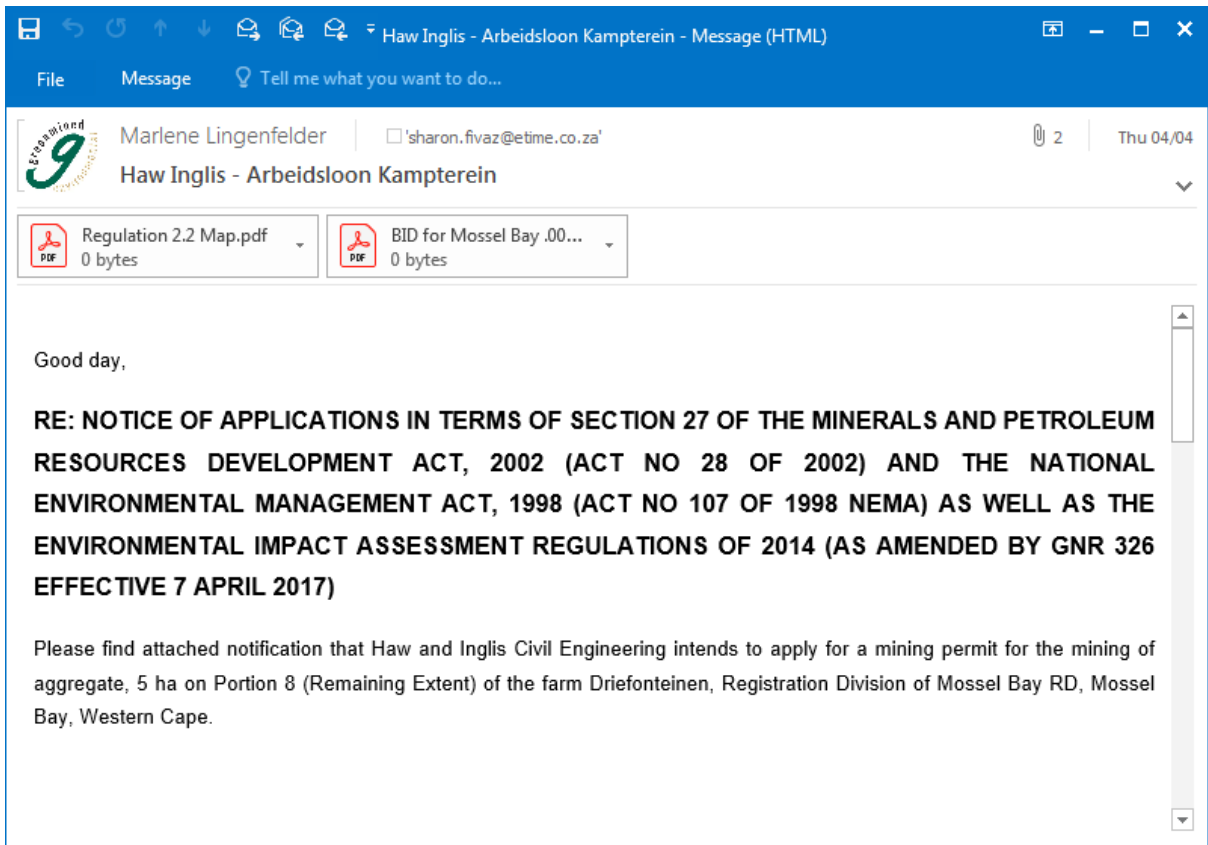 Haw Inglis - Arbeidsloon Kampterein - Message (HTML)
File Message Tell me what you want to do...
Marlene Lingenfelder 'sharon.fivaz@etime.co.za' 2 Thu 04/04
Haw Inglis - Arbeidsloon Kampterein
Regulation 2.2 Map.pdf
0 bytes
BID for Mossel Bay .00...
0 bytes
PDF PDF
Good day,
RE: NOTICE OF APPLICATIONS IN TERMS OF SECTION 27 OF THE MINERALS AND PETROLEUM
RESOURCES DEVELOPMENT ACT, 2002 (ACT NO 28 OF 2002) AND THE NATIONAL
ENVIRONMENTAL MANAGEMENT ACT, 1998 (ACT NO 107 OF 1998 NEMA) AS WELL AS THE
ENVIRONMENTAL IMPACT ASSESSMENT REGULATIONS OF 2014 (AS AMENDED BY GNR 326
EFFECTIVE 7 APRIL 2017)
Please find attached notification that Haw and Inglis Civil Engineering intends to apply for a mining permit for the mining of
aggregate, 5 ha on Portion 8 (Remaining Extent) of the farm Driefonteinen, Registration Division of Mossel Bay RD, Mossel
Bay, Western Cape.